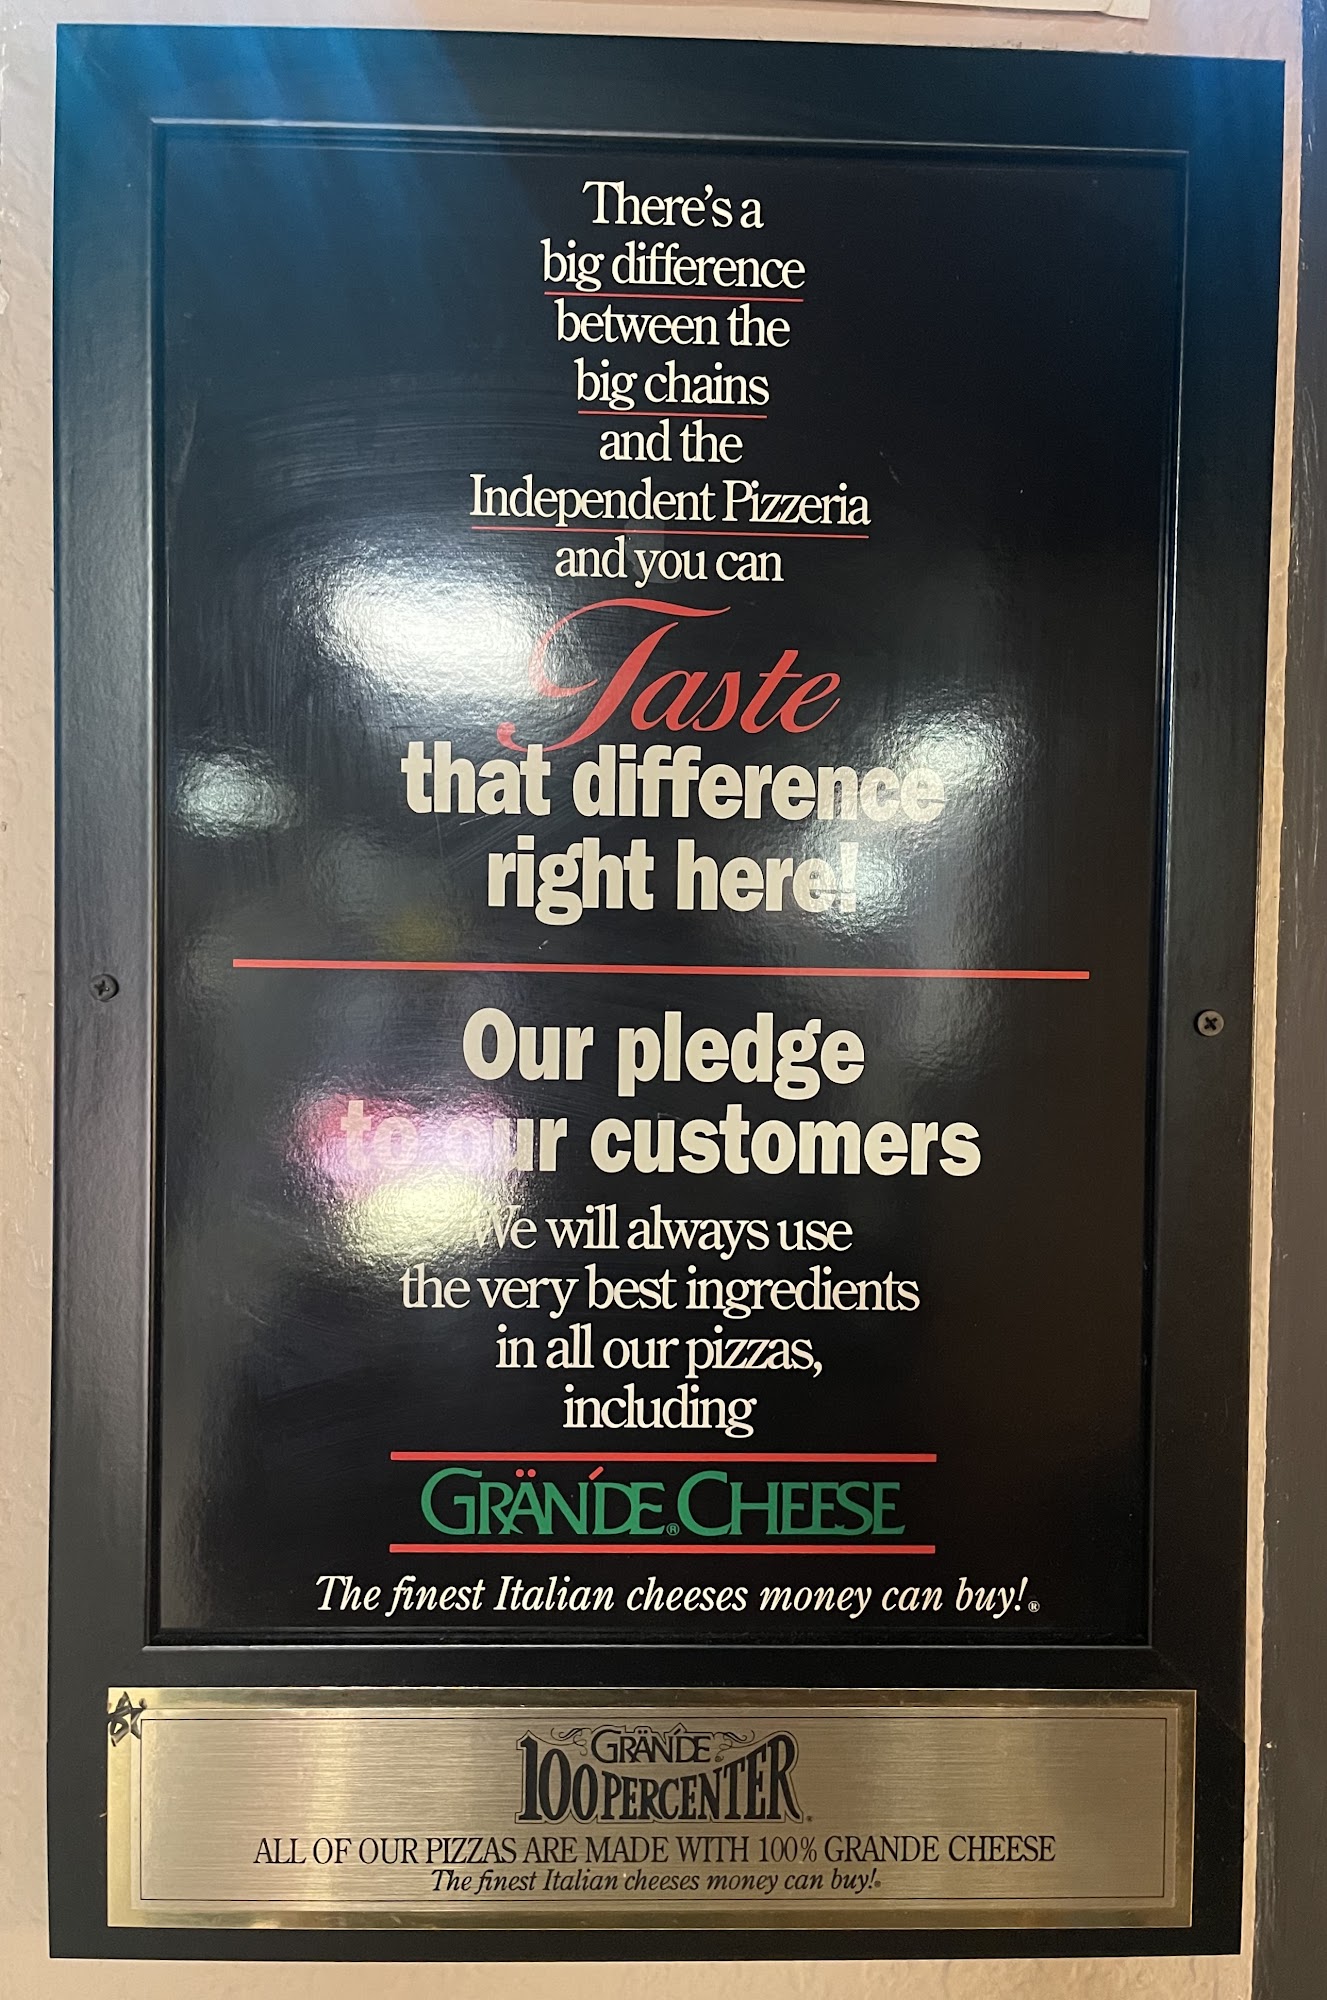 There's a
big difference
between the
big chains
and the
Independent Pizzeria
and you can
Taste
that difference
right here!
Our pledge
to our customers
We will always use
the very best ingredients
in all our pizzas,
including
GRÄNDÉ® CHEESE
The finest Italian cheeses money can buy!®
GRÄNDÉ
100 PERCENTER
ALL OF OUR PIZZAS ARE MADE WITH 100% GRANDE CHEESE
The finest Italian cheeses money can buy!®